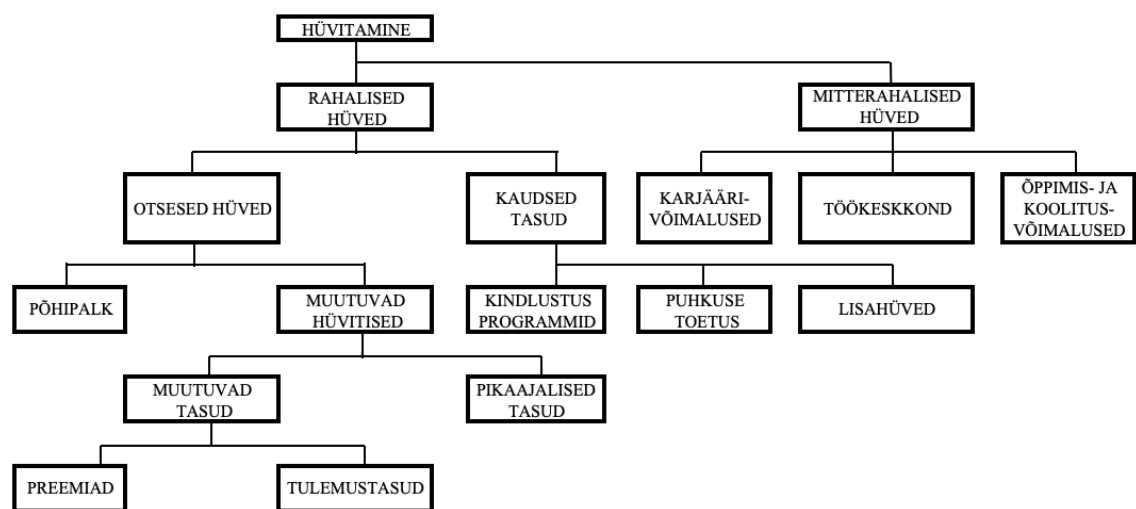 HÜVITAMINE
RAHALISED
HÜVED
MITTERAHALISED
HÜVED
OTSESED HÜVED
KAUDSED
TASUD
KARJÄÄRI-
VÕIMALUSED
TÖÖKESKKOND
ÕPPIMIS- JA
KOOLITUS-
VÕIMALUSED
PÕHIPALK
MUUTUVAD
HÜVITISED
KINDLUSTUS
PROGRAMMID
PUHKUSE
TOETUS
LISAHÜVED
MUUTUVAD
TASUD
PIKAAJALISED
TASUD
PREEMIAD
TULEMUSTASUD